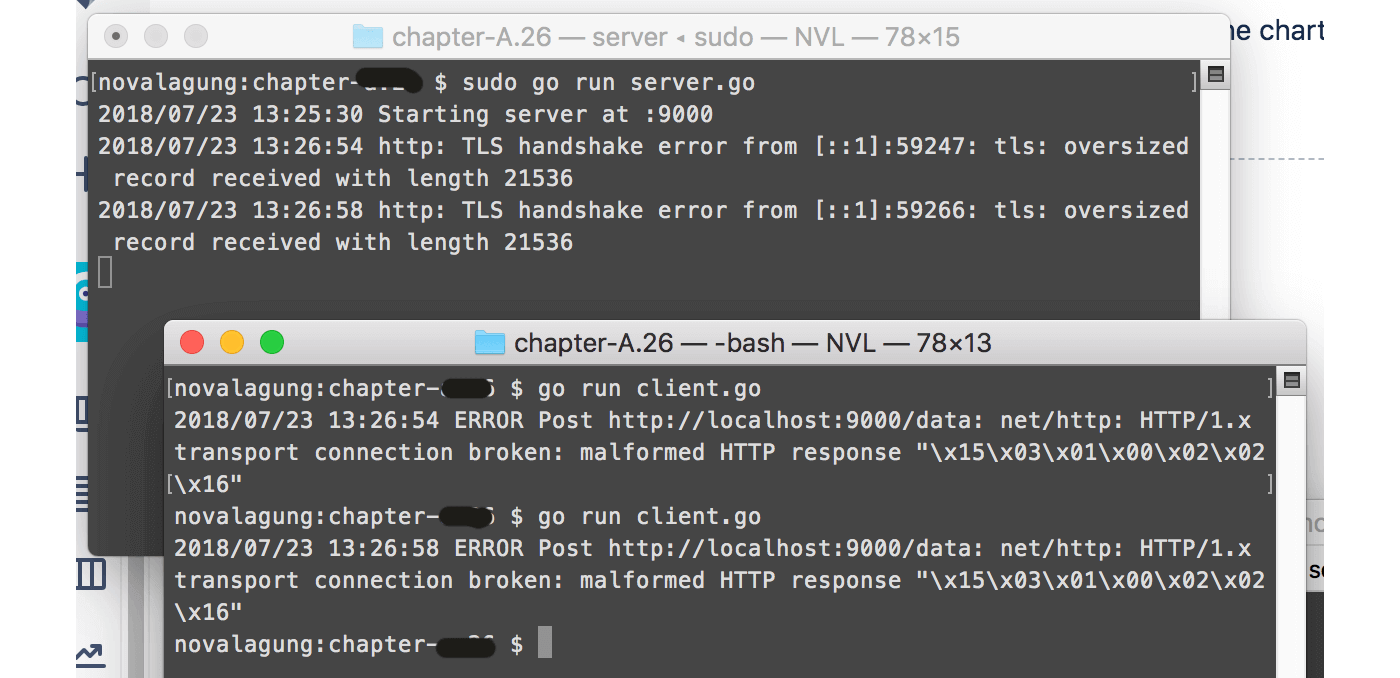 he chart
chapter-A.26 — server ◂ sudo — NVL — 78×15
[novalagung:chapter- $ sudo go run server.go ]
2018/07/23 13:25:30 Starting server at :9000
2018/07/23 13:26:54 http: TLS handshake error from [::1]:59247: tls: oversized
record received with length 21536
2018/07/23 13:26:58 http: TLS handshake error from [::1]:59266: tls: oversized
record received with length 21536
chapter-A.26 — -bash — NVL — 78×13
[novalagung:chapter- $ go run client.go ]
2018/07/23 13:26:54 ERROR Post http://localhost:9000/data: net/http: HTTP/1.x
transport connection broken: malformed HTTP response "\x15\x03\x01\x00\x02\x02
[\x16" ]
novalagung:chapter- $ go run client.go
2018/07/23 13:26:58 ERROR Post http://localhost:9000/data: net/http: HTTP/1.x
transport connection broken: malformed HTTP response "\x15\x03\x01\x00\x02\x02
\x16"
novalagung:chapter- $